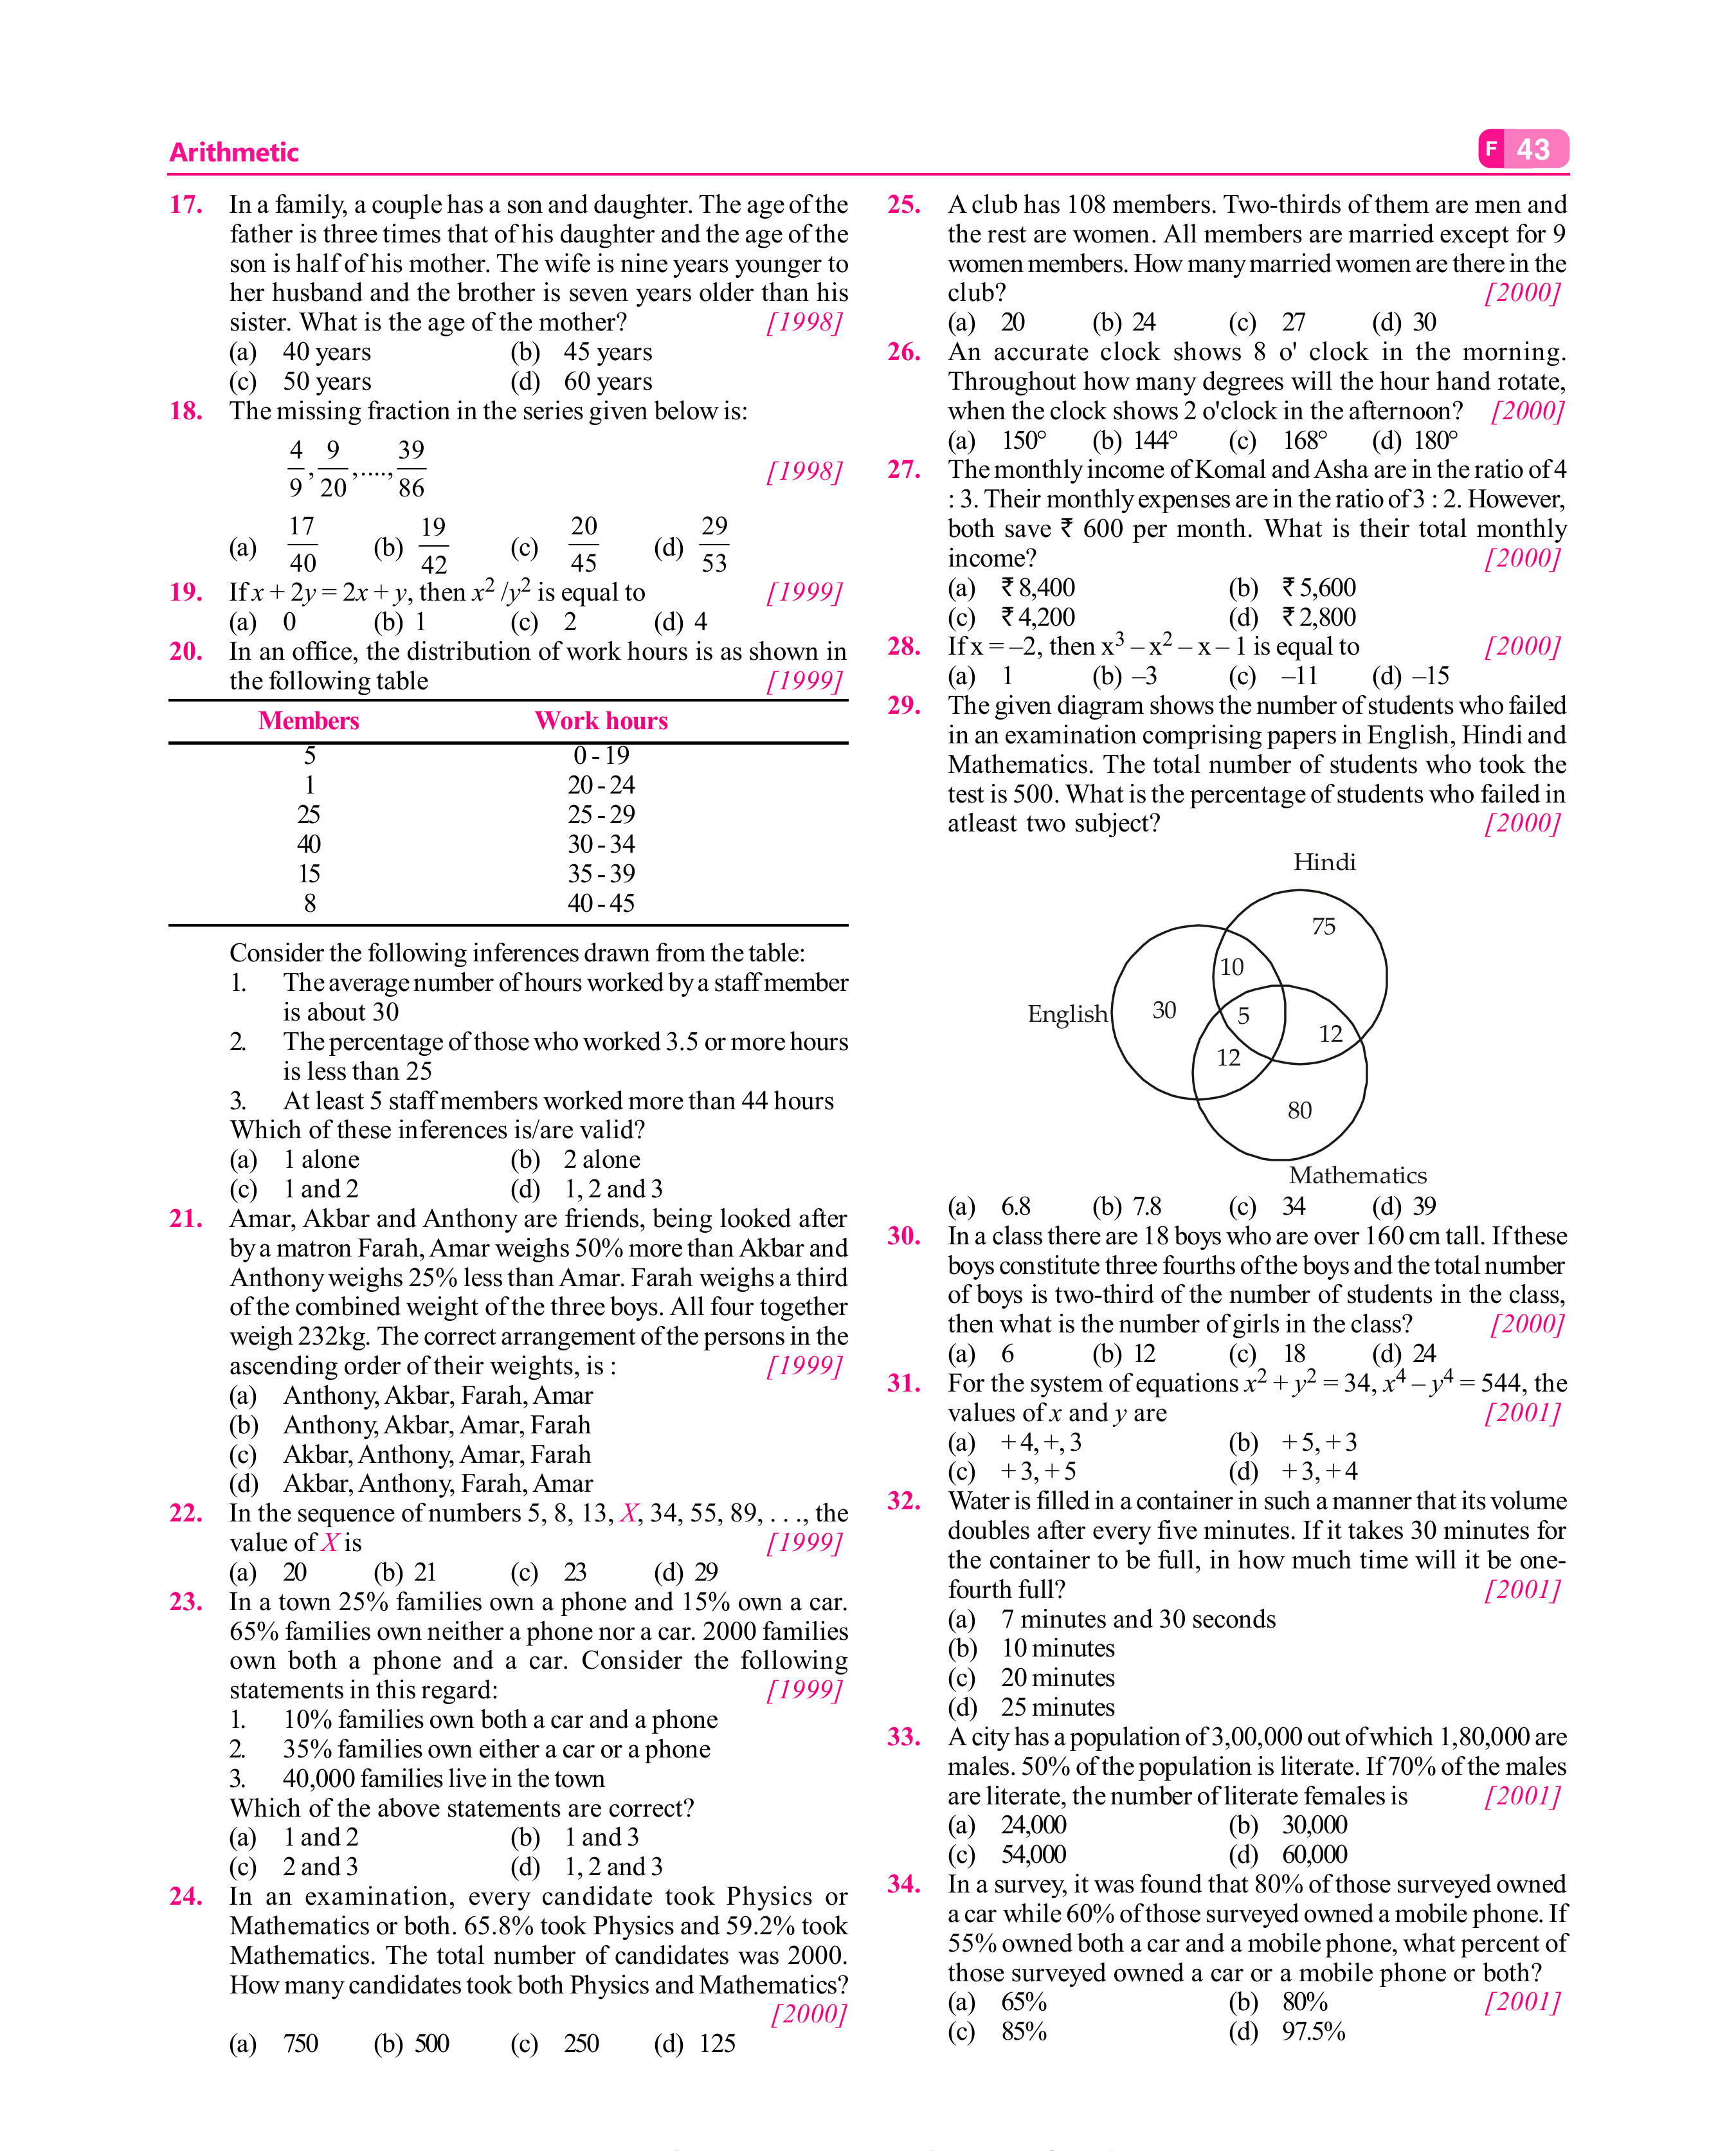 Arithmetic
F 43
17. In a family, a couple has a son and daughter. The age of the
father is three times that of his daughter and the age of the
son is half of his mother. The wife is nine years younger to
her husband and the brother is seven years older than his
sister. What is the age of the mother? [1998]
(a) 40 years (b) 45 years
(c) 50 years (d) 60 years
18. The missing fraction in the series given below is:
4/9, 9/20, ...., 39/86 [1998]
(a) 17/40 (b) 19/42 (c) 20/45 (d) 29/53
19. If x + 2y = 2x + y, then x² /y² is equal to [1999]
(a) 0 (b) 1 (c) 2 (d) 4
20. In an office, the distribution of work hours is as shown in
the following table [1999]
Members Work hours
5 0 - 19
1 20 - 24
25 25 - 29
40 30 - 34
15 35 - 39
8 40 - 45
Consider the following inferences drawn from the table:
1. The average number of hours worked by a staff member
is about 30
2. The percentage of those who worked 3.5 or more hours
is less than 25
3. At least 5 staff members worked more than 44 hours
Which of these inferences is/are valid?
(a) 1 alone (b) 2 alone
(c) 1 and 2 (d) 1, 2 and 3
21. Amar, Akbar and Anthony are friends, being looked after
by a matron Farah, Amar weighs 50% more than Akbar and
Anthony weighs 25% less than Amar. Farah weighs a third
of the combined weight of the three boys. All four together
weigh 232kg. The correct arrangement of the persons in the
ascending order of their weights, is : [1999]
(a) Anthony, Akbar, Farah, Amar
(b) Anthony, Akbar, Amar, Farah
(c) Akbar, Anthony, Amar, Farah
(d) Akbar, Anthony, Farah, Amar
22. In the sequence of numbers 5, 8, 13, X, 34, 55, 89, . . ., the
value of X is [1999]
(a) 20 (b) 21 (c) 23 (d) 29
23. In a town 25% families own a phone and 15% own a car.
65% families own neither a phone nor a car. 2000 families
own both a phone and a car. Consider the following
statements in this regard: [1999]
1. 10% families own both a car and a phone
2. 35% families own either a car or a phone
3. 40,000 families live in the town
Which of the above statements are correct?
(a) 1 and 2 (b) 1 and 3
(c) 2 and 3 (d) 1, 2 and 3
24. In an examination, every candidate took Physics or
Mathematics or both. 65.8% took Physics and 59.2% took
Mathematics. The total number of candidates was 2000.
How many candidates took both Physics and Mathematics?
[2000]
(a) 750 (b) 500 (c) 250 (d) 125
25. A club has 108 members. Two-thirds of them are men and
the rest are women. All members are married except for 9
women members. How many married women are there in the
club? [2000]
(a) 20 (b) 24 (c) 27 (d) 30
26. An accurate clock shows 8 o' clock in the morning.
Throughout how many degrees will the hour hand rotate,
when the clock shows 2 o'clock in the afternoon? [2000]
(a) 150° (b) 144° (c) 168° (d) 180°
27. The monthly income of Komal and Asha are in the ratio of 4
: 3. Their monthly expenses are in the ratio of 3 : 2. However,
both save ₹ 600 per month. What is their total monthly
income? [2000]
(a) ₹ 8,400 (b) ₹ 5,600
(c) ₹ 4,200 (d) ₹ 2,800
28. If x = –2, then x³ – x² – x – 1 is equal to [2000]
(a) 1 (b) –3 (c) –11 (d) –15
29. The given diagram shows the number of students who failed
in an examination comprising papers in English, Hindi and
Mathematics. The total number of students who took the
test is 500. What is the percentage of students who failed in
atleast two subject? [2000]
Hindi
75
10
English 30 5
12
12
80
Mathematics
(a) 6.8 (b) 7.8 (c) 34 (d) 39
30. In a class there are 18 boys who are over 160 cm tall. If these
boys constitute three fourths of the boys and the total number
of boys is two-third of the number of students in the class,
then what is the number of girls in the class? [2000]
(a) 6 (b) 12 (c) 18 (d) 24
31. For the system of equations x² + y² = 34, x⁴ – y⁴ = 544, the
values of x and y are [2001]
(a) + 4, +, 3 (b) + 5, + 3
(c) + 3, + 5 (d) + 3, + 4
32. Water is filled in a container in such a manner that its volume
doubles after every five minutes. If it takes 30 minutes for
the container to be full, in how much time will it be one-
fourth full? [2001]
(a) 7 minutes and 30 seconds
(b) 10 minutes
(c) 20 minutes
(d) 25 minutes
33. A city has a population of 3,00,000 out of which 1,80,000 are
males. 50% of the population is literate. If 70% of the males
are literate, the number of literate females is [2001]
(a) 24,000 (b) 30,000
(c) 54,000 (d) 60,000
34. In a survey, it was found that 80% of those surveyed owned
a car while 60% of those surveyed owned a mobile phone. If
55% owned both a car and a mobile phone, what percent of
those surveyed owned a car or a mobile phone or both?
(a) 65% (b) 80% [2001]
(c) 85% (d) 97.5%